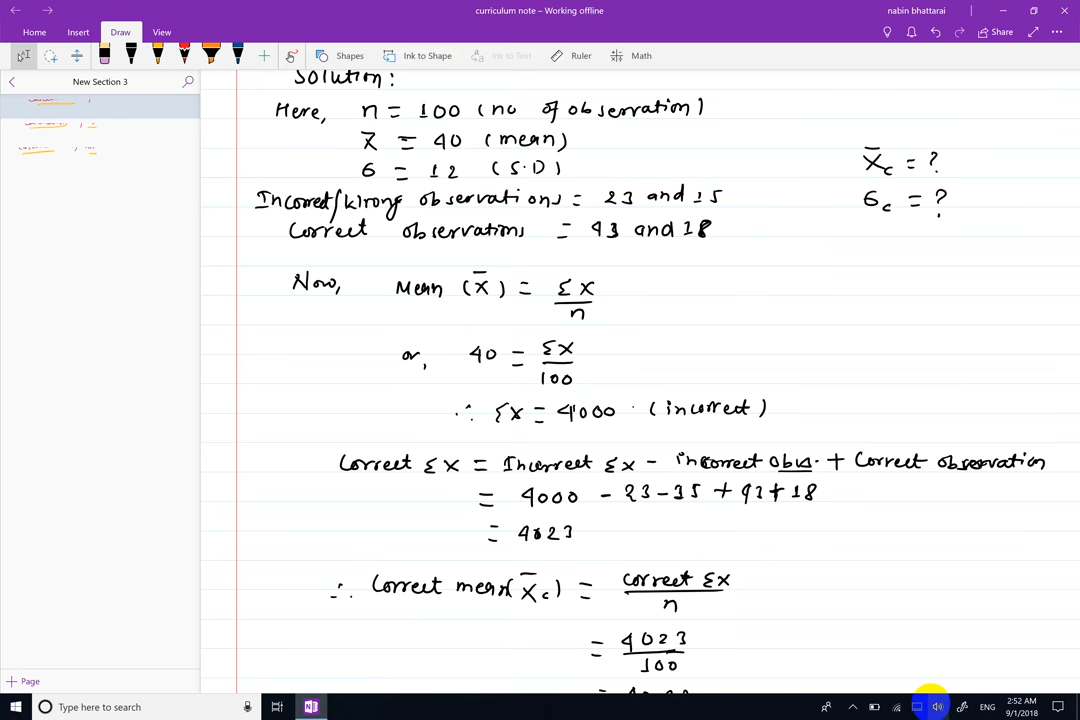 curriculum note – Working offline
nabin bhattarai
Home Insert Draw View
Share
Shapes Ink to Shape Ink to Text Ruler Math
New Section 3
Solution:
Here, n = 100 (no of observation)
x̄ = 40 (mean)
σ = 12 (S.D)
X̄c = ?
σc = ?
Incorrect/Wrong observations = 23 and 15
Correct observations = 43 and 18
Now, Mean (X̄) = ΣX
n
or, 40 = ΣX
100
∴ ΣX = 4000 (incorrect)
Correct ΣX = Incorrect ΣX - incorrect obs. + Correct observation
= 4000 - 23 - 35 + 43 + 18
= 4023
∴ Correct mean (X̄c) = correct ΣX
n
= 4023
100
+ Page
Type here to search
ENG
2:52 AM
9/1/2018